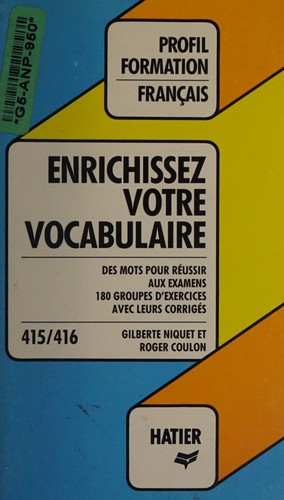 *G5-ANP-960*
PROFIL
FORMATION
FRANÇAIS
ENRICHISSEZ
VOTRE
VOCABULAIRE
DES MOTS POUR RÉUSSIR
AUX EXAMENS
180 GROUPES D'EXERCICES
AVEC LEURS CORRIGÉS
415/416
GILBERTE NIQUET ET
ROGER COULON
HATIER